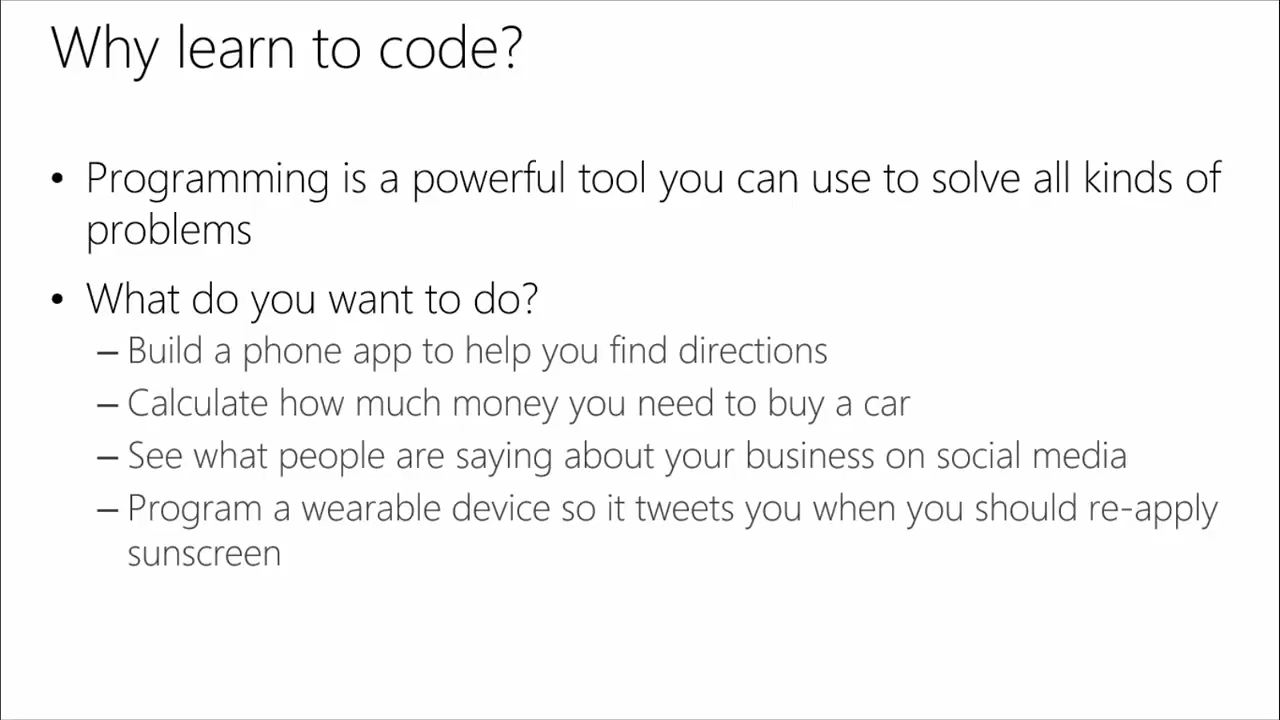 Why learn to code?
• Programming is a powerful tool you can use to solve all kinds of
problems
• What do you want to do?
– Build a phone app to help you find directions
– Calculate how much money you need to buy a car
– See what people are saying about your business on social media
– Program a wearable device so it tweets you when you should re-apply
sunscreen